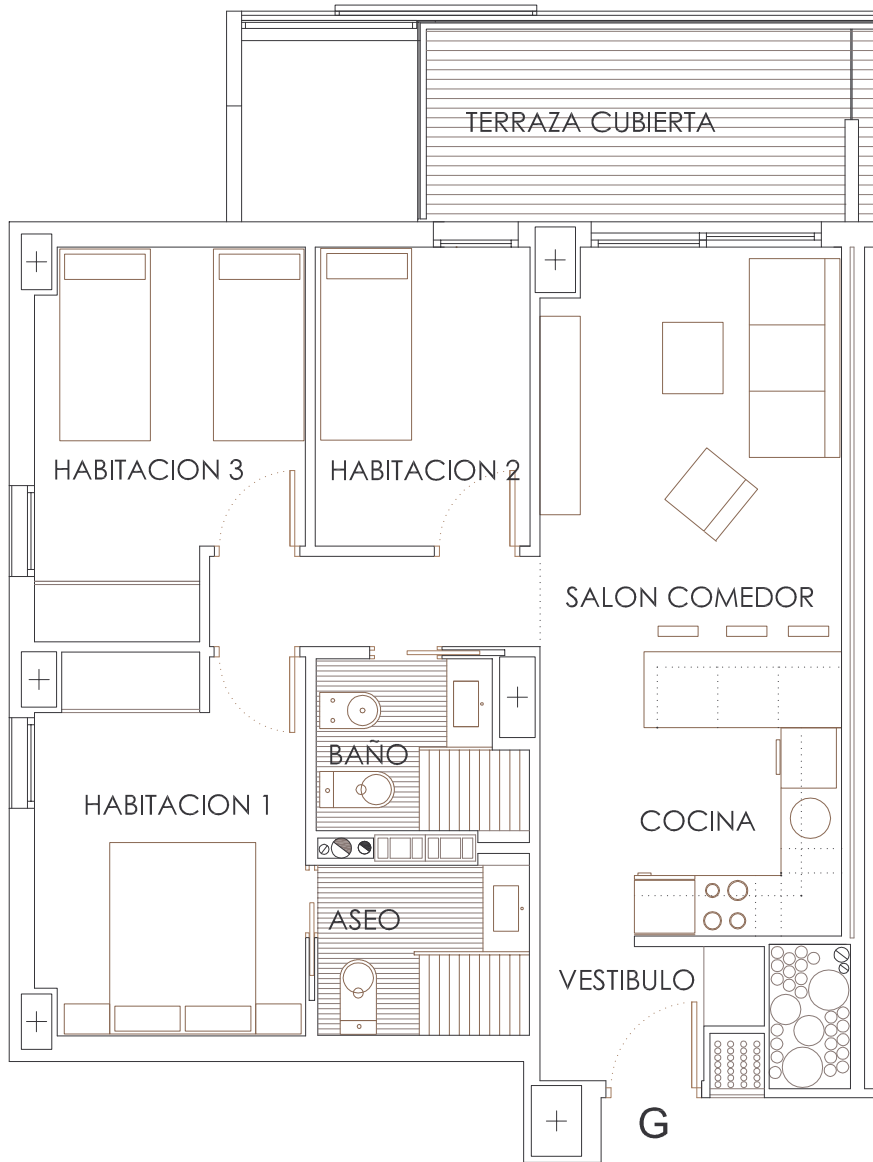 TERRAZA CUBIERTA
HABITACION 3
HABITACION 2
SALON COMEDOR
BAÑO
HABITACION 1
COCINA
ASEO
VESTIBULO
G